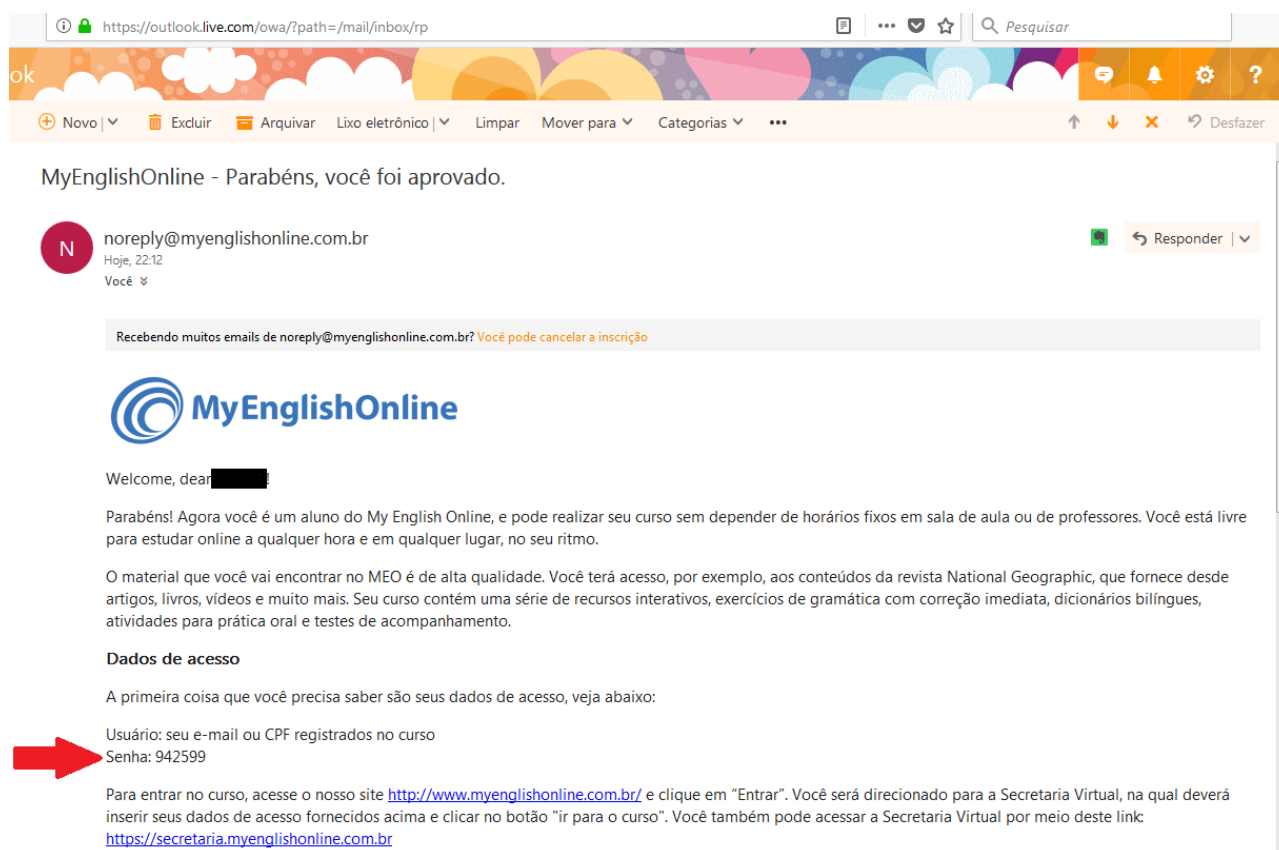 https://outlook.live.com/owa/?path=/mail/inbox/rp
Pesquisar
ok
?
Novo | Excluir Arquivar Lixo eletrônico | Limpar Mover para Categorias Desfazer
MyEnglishOnline - Parabéns, você foi aprovado.
N
noreply@myenglishonline.com.br
Responder
Hoje, 22:12
Você
Recebendo muitos emails de noreply@myenglishonline.com.br? Você pode cancelar a inscrição
MyEnglishOnline
Welcome, dear !
Parabéns! Agora você é um aluno do My English Online, e pode realizar seu curso sem depender de horários fixos em sala de aula ou de professores. Você está livre
para estudar online a qualquer hora e em qualquer lugar, no seu ritmo.
O material que você vai encontrar no MEO é de alta qualidade. Você terá acesso, por exemplo, aos conteúdos da revista National Geographic, que fornece desde
artigos, livros, vídeos e muito mais. Seu curso contém uma série de recursos interativos, exercícios de gramática com correção imediata, dicionários bilíngues,
atividades para prática oral e testes de acompanhamento.
Dados de acesso
A primeira coisa que você precisa saber são seus dados de acesso, veja abaixo:
Usuário: seu e-mail ou CPF registrados no curso
Senha: 942599
Para entrar no curso, acesse o nosso site http://www.myenglishonline.com.br/ e clique em “Entrar”. Você será direcionado para a Secretaria Virtual, na qual deverá
inserir seus dados de acesso fornecidos acima e clicar no botão "ir para o curso". Você também pode acessar a Secretaria Virtual por meio deste link:
https://secretaria.myenglishonline.com.br